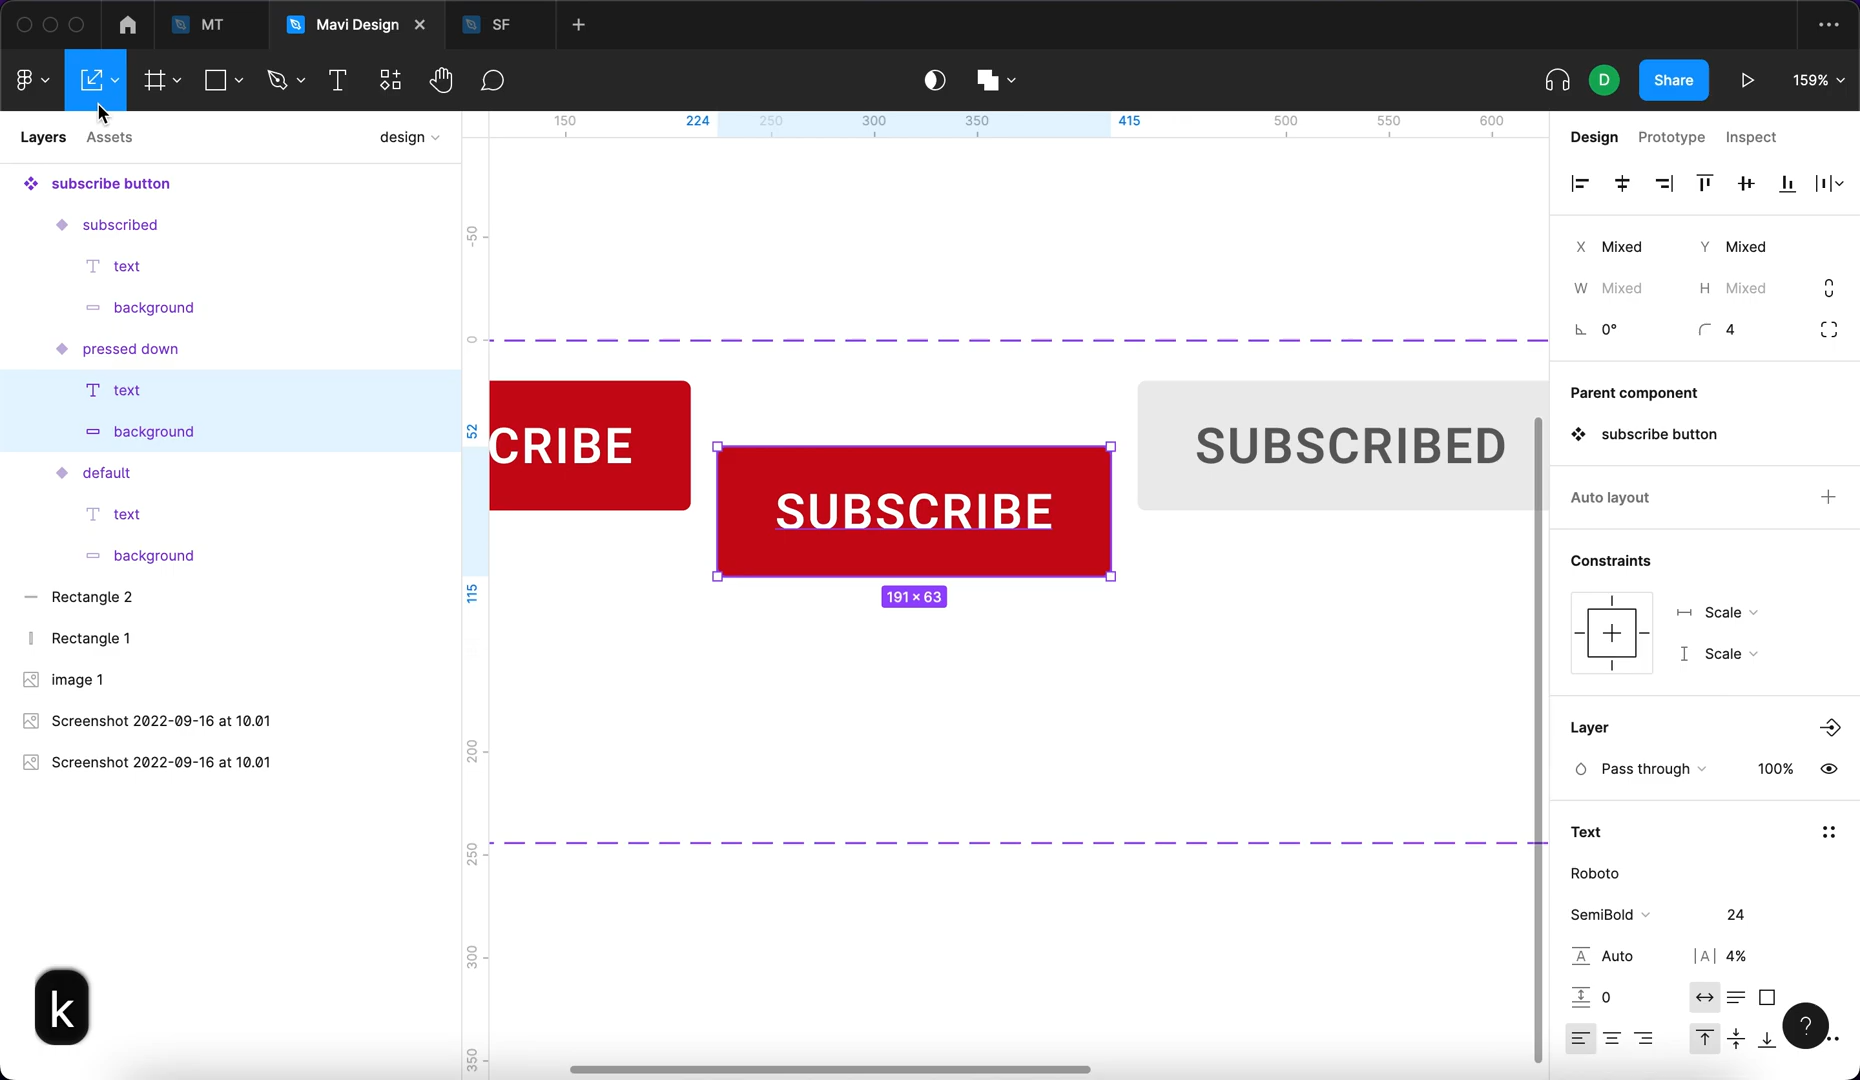 MT
Mavi Design
SF
Share
D
159%
Layers
Assets
design
subscribe button
subscribed
text
background
pressed down
text
background
default
text
background
Rectangle 2
Rectangle 1
image 1
Screenshot 2022-09-16 at 10.01
Screenshot 2022-09-16 at 10.01
k
150
224
250
300
350
415
500
550
600
-50
0
52
115
200
250
300
350
CRIBE
SUBSCRIBE
191 × 63
SUBSCRIBED
Design
Prototype
Inspect
X Mixed
Y Mixed
W Mixed
H Mixed
0°
4
Parent component
subscribe button
Auto layout
Constraints
Scale
Scale
Layer
Pass through
100%
Text
Roboto
SemiBold
24
A Auto
|A| 4%
0
?